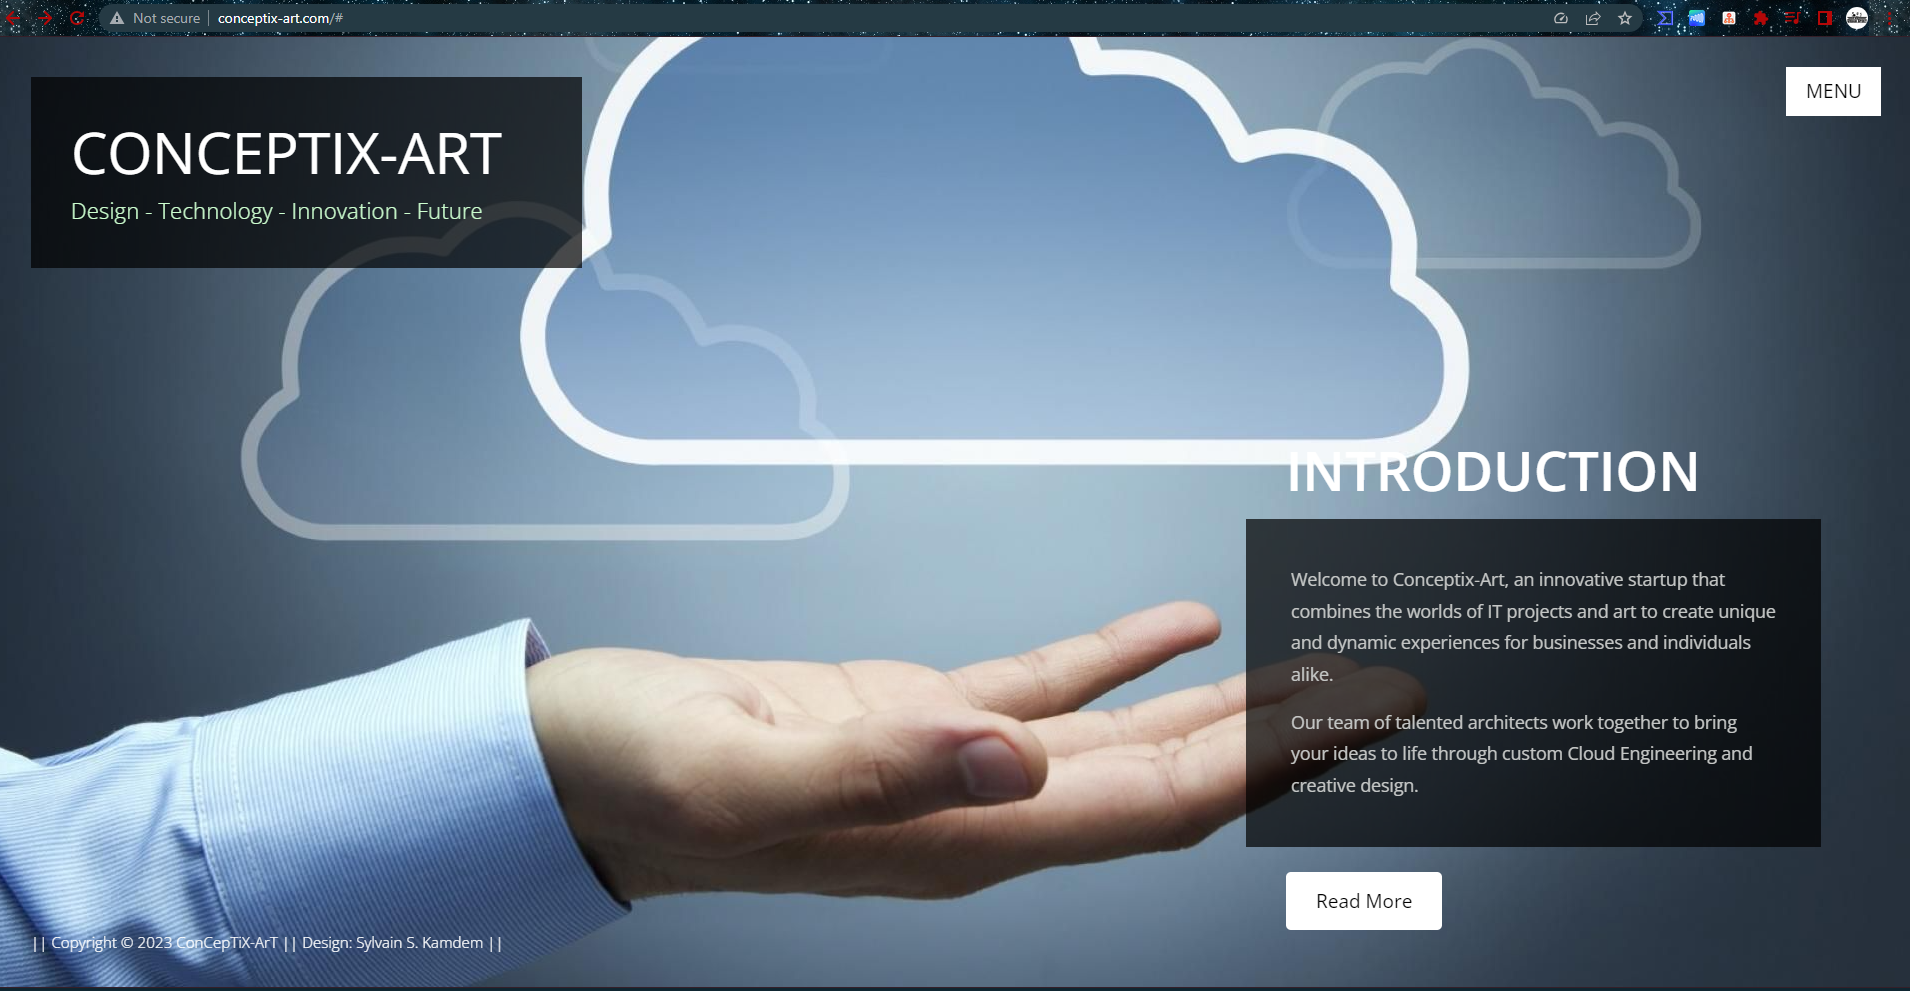 Not secure
conceptix-art.com/#
MENU
CONCEPTIX-ART
Design - Technology - Innovation - Future
INTRODUCTION
Welcome to Conceptix-Art, an innovative startup that
combines the worlds of IT projects and art to create unique
and dynamic experiences for businesses and individuals
alike.
Our team of talented architects work together to bring
your ideas to life through custom Cloud Engineering and
creative design.
Read More
|| Copyright © 2023 ConCepTiX-ArT || Design: Sylvain S. Kamdem ||